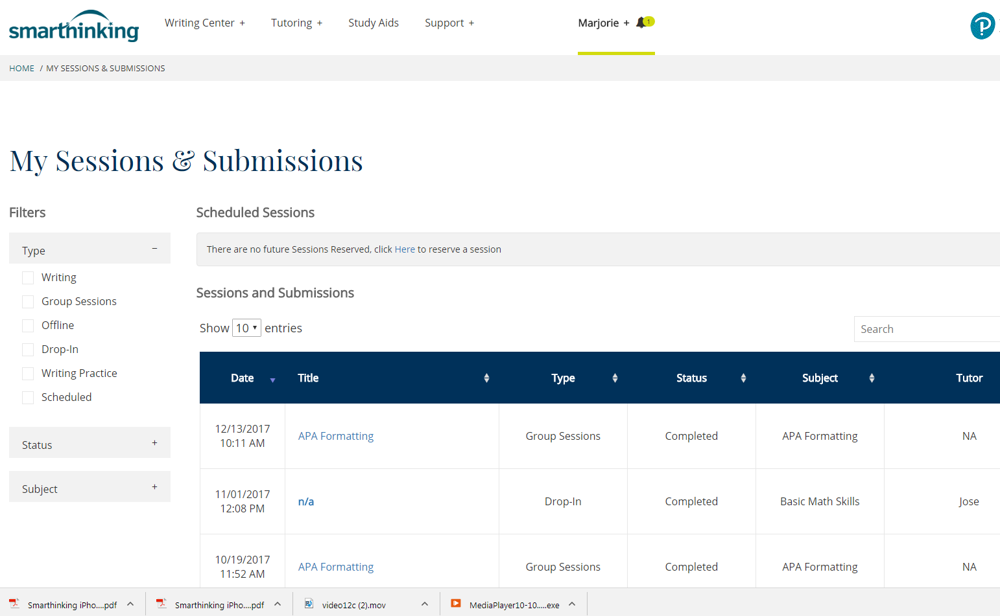 smarthinking
Writing Center +
Tutoring +
Study Aids
Support +
Marjorie +
1
HOME / MY SESSIONS & SUBMISSIONS
My Sessions & Submissions
Filters
Type −
Writing
Group Sessions
Offline
Drop-In
Writing Practice
Scheduled
Status +
Subject +
Scheduled Sessions
There are no future Sessions Reserved, click Here to reserve a session
Sessions and Submissions
Show 10 entries
Search
Date Title Type Status Subject Tutor
12/13/2017
10:11 AM
APA Formatting
Group Sessions
Completed
APA Formatting
NA
11/01/2017
12:08 PM
n/a
Drop-In
Completed
Basic Math Skills
Jose
10/19/2017
11:52 AM
APA Formatting
Group Sessions
Completed
APA Formatting
NA
Smarthinking iPho....pdf
Smarthinking iPho....pdf
video12c (2).mov
MediaPlayer10-10.....exe